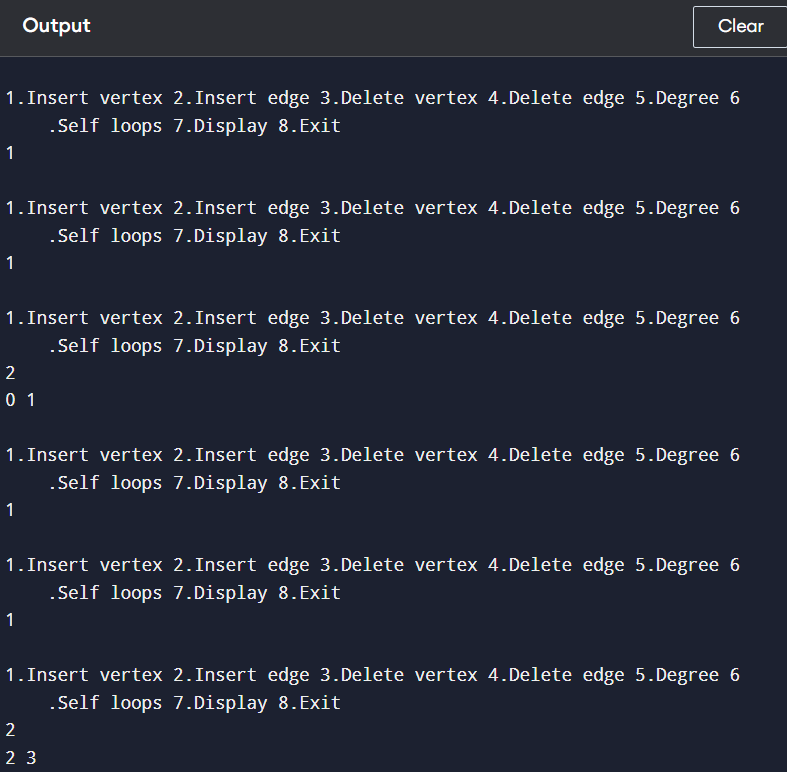 Output
Clear
1.Insert vertex 2.Insert edge 3.Delete vertex 4.Delete edge 5.Degree 6
.Self loops 7.Display 8.Exit
1
1.Insert vertex 2.Insert edge 3.Delete vertex 4.Delete edge 5.Degree 6
.Self loops 7.Display 8.Exit
1
1.Insert vertex 2.Insert edge 3.Delete vertex 4.Delete edge 5.Degree 6
.Self loops 7.Display 8.Exit
2
0 1
1.Insert vertex 2.Insert edge 3.Delete vertex 4.Delete edge 5.Degree 6
.Self loops 7.Display 8.Exit
1
1.Insert vertex 2.Insert edge 3.Delete vertex 4.Delete edge 5.Degree 6
.Self loops 7.Display 8.Exit
1
1.Insert vertex 2.Insert edge 3.Delete vertex 4.Delete edge 5.Degree 6
.Self loops 7.Display 8.Exit
2
2 3